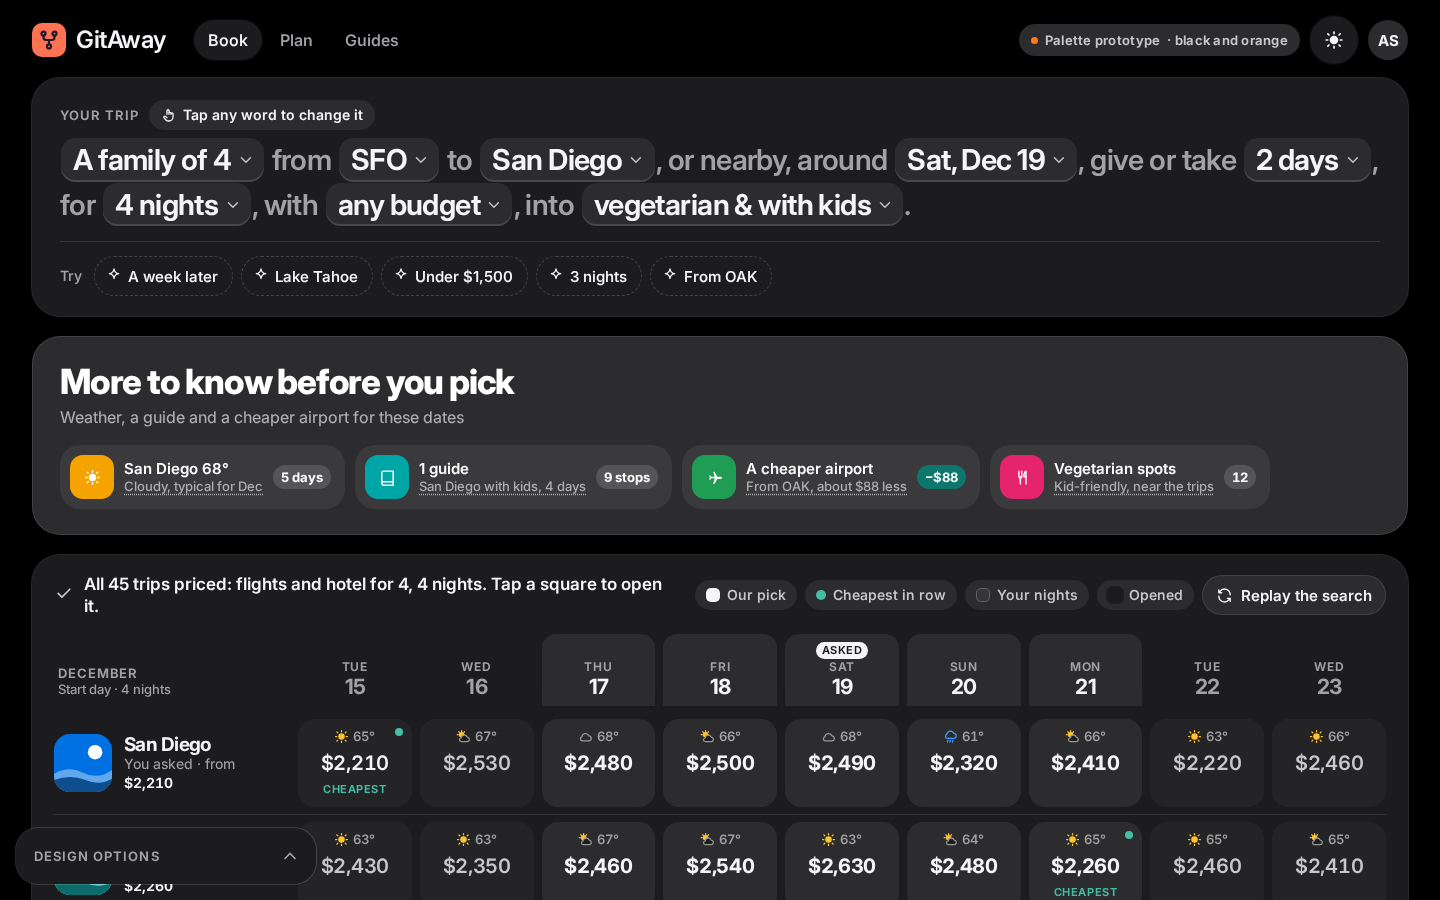 GitAway
Book Plan Guides
Palette prototype · black and orange
AS
YOUR TRIP Tap any word to change it
A family of 4 from SFO to San Diego, or nearby, around Sat, Dec 19, give or take 2 days,
for 4 nights, with any budget, into vegetarian & with kids.
Try A week later Lake Tahoe Under $1,500 3 nights From OAK
More to know before you pick
Weather, a guide and a cheaper airport for these dates
San Diego 68°
Cloudy, typical for Dec
5 days
1 guide
San Diego with kids, 4 days
9 stops
A cheaper airport
From OAK, about $88 less
−$88
Vegetarian spots
Kid-friendly, near the trips
12
All 45 trips priced: flights and hotel for 4, 4 nights. Tap a square to open
it.
Our pick Cheapest in row Your nights Opened Replay the search
DECEMBER
Start day · 4 nights
ASKED
TUE WED THU FRI SAT SUN MON TUE WED
15 16 17 18 19 20 21 22 23
San Diego
You asked · from
$2,210
65° 67° 68° 66° 68° 61° 66° 63° 66°
$2,210 $2,530 $2,480 $2,500 $2,490 $2,320 $2,410 $2,220 $2,460
CHEAPEST
63° 63° 67° 67° 63° 64° 65° 65° 65°
$2,430 $2,350 $2,460 $2,540 $2,630 $2,480 $2,260 $2,460 $2,410
CHEAPEST
DESIGN OPTIONS
$2,260